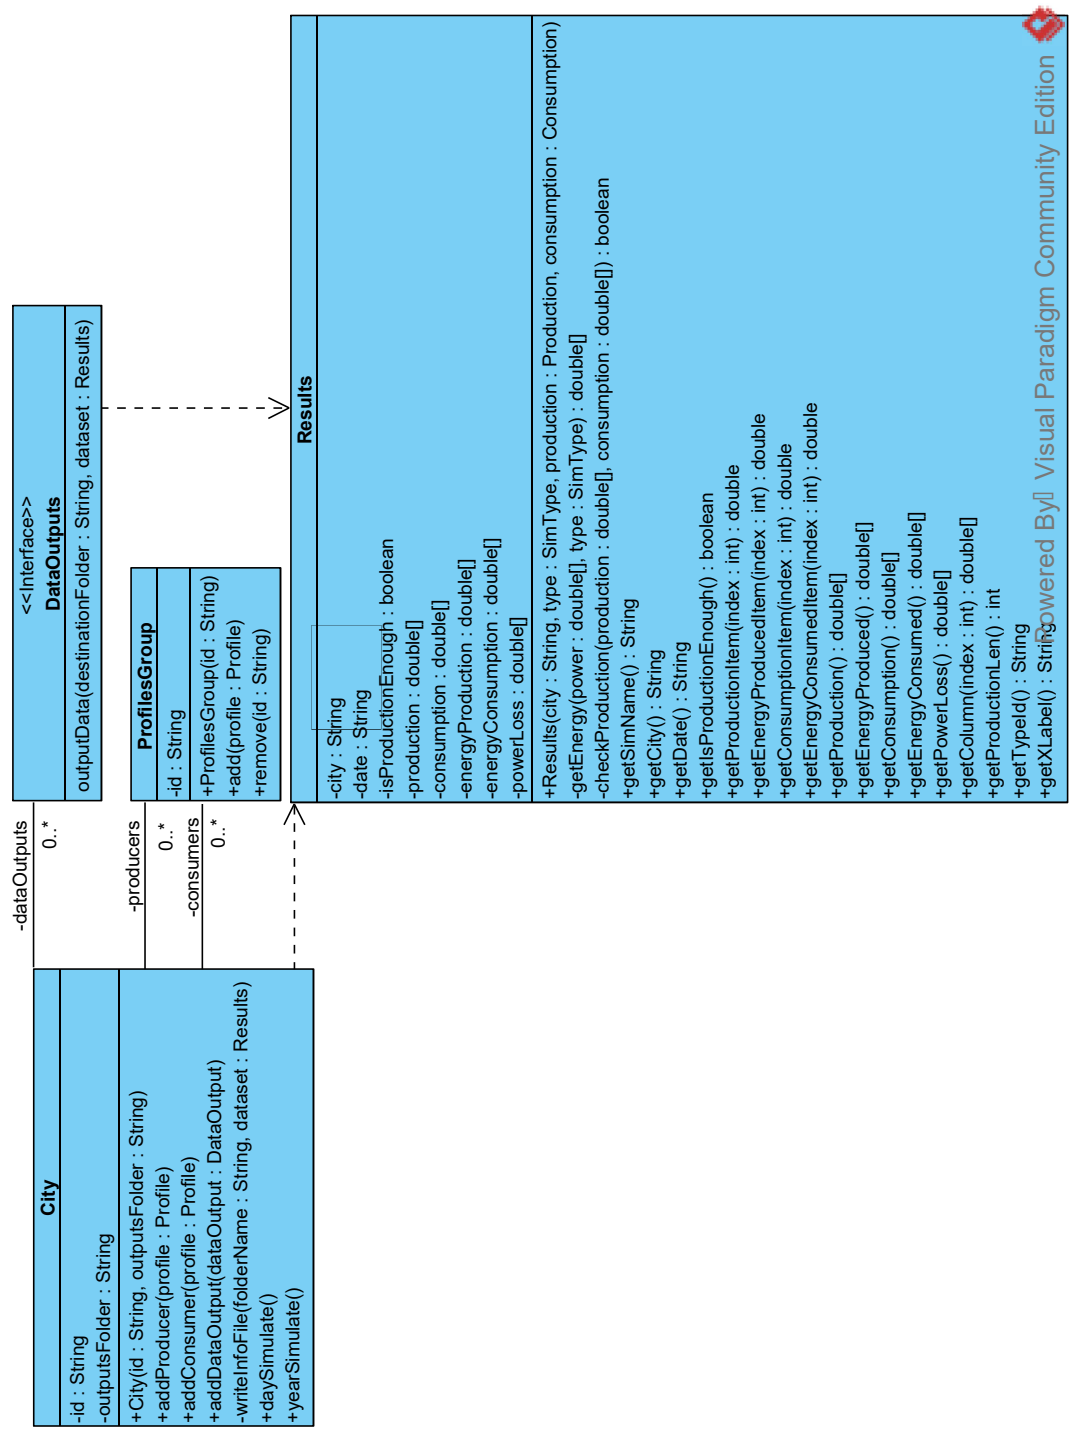 City
-id : String
-outputsFolder : String
+City(id : String, outputsFolder : String)
+addProducer(profile : Profile)
+addConsumer(profile : Profile)
+addDataOutput(dataOutput : DataOutput)
-writeInfoFile(folderName : String, dataset : Results)
+daySimulate()
+yearSimulate()
-dataOutputs
0..*
-producers
0..*
-consumers
0..*
<<Interface>>
DataOutputs
outputData(destinationFolder : String, dataset : Results)
ProfilesGroup
-id : String
+ProfilesGroup(id : String)
+add(profile : Profile)
+remove(id : String)
Results
-city : String
-date : String
-isProductionEnough : boolean
-production : double[]
-consumption : double[]
-energyProduction : double[]
-energyConsumption : double[]
-powerLoss : double[]
+Results(city : String, type : SimType, production : Production, consumption : Consumption)
-getEnergy(power : double[], type : SimType) : double[]
-checkProduction(production : double[], consumption : double[]) : boolean
+getSimName() : String
+getCity() : String
+getDate() : String
+getIsProductionEnough() : boolean
+getProductionItem(index : int) : double
+getEnergyProducedItem(index : int) : double
+getConsumptionItem(index : int) : double
+getEnergyConsumedItem(index : int) : double
+getProduction() : double[]
+getEnergyProduced() : double[]
+getConsumption() : double[]
+getEnergyConsumed() : double[]
+getPowerLoss() : double[]
+getColumn(index : int) : double[]
+getProductionLen() : int
+getTypeId() : String
+getXLabel() : String
Powered By Visual Paradigm Community Edition